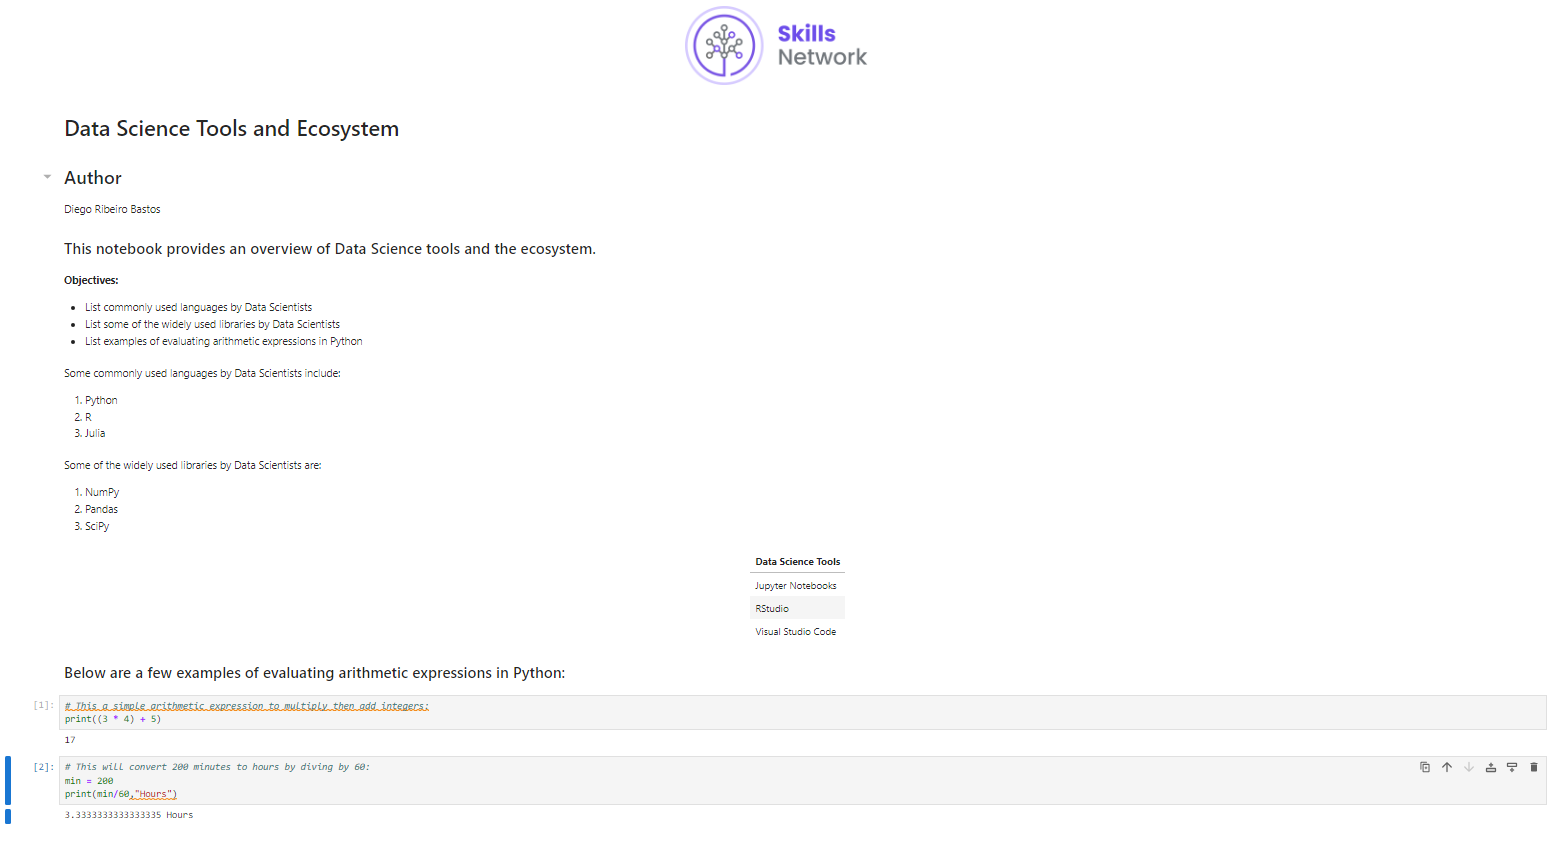 Skills
Network
Data Science Tools and Ecosystem
Author
Diego Ribeiro Bastos
This notebook provides an overview of Data Science tools and the ecosystem.
Objectives:
• List commonly used languages by Data Scientists
• List some of the widely used libraries by Data Scientists
• List examples of evaluating arithmetic expressions in Python
Some commonly used languages by Data Scientists include:
1. Python
2. R
3. Julia
Some of the widely used libraries by Data Scientists are:
1. NumPy
2. Pandas
3. SciPy
Data Science Tools
Jupyter Notebooks
RStudio
Visual Studio Code
Below are a few examples of evaluating arithmetic expressions in Python:
[1]: # This a simple arithmetic expression to multiply then add integers:
print((3 * 4) + 5)
17
[2]: # This will convert 200 minutes to hours by diving by 60:
min = 200
print(min/60,"Hours")
3.3333333333333335 Hours